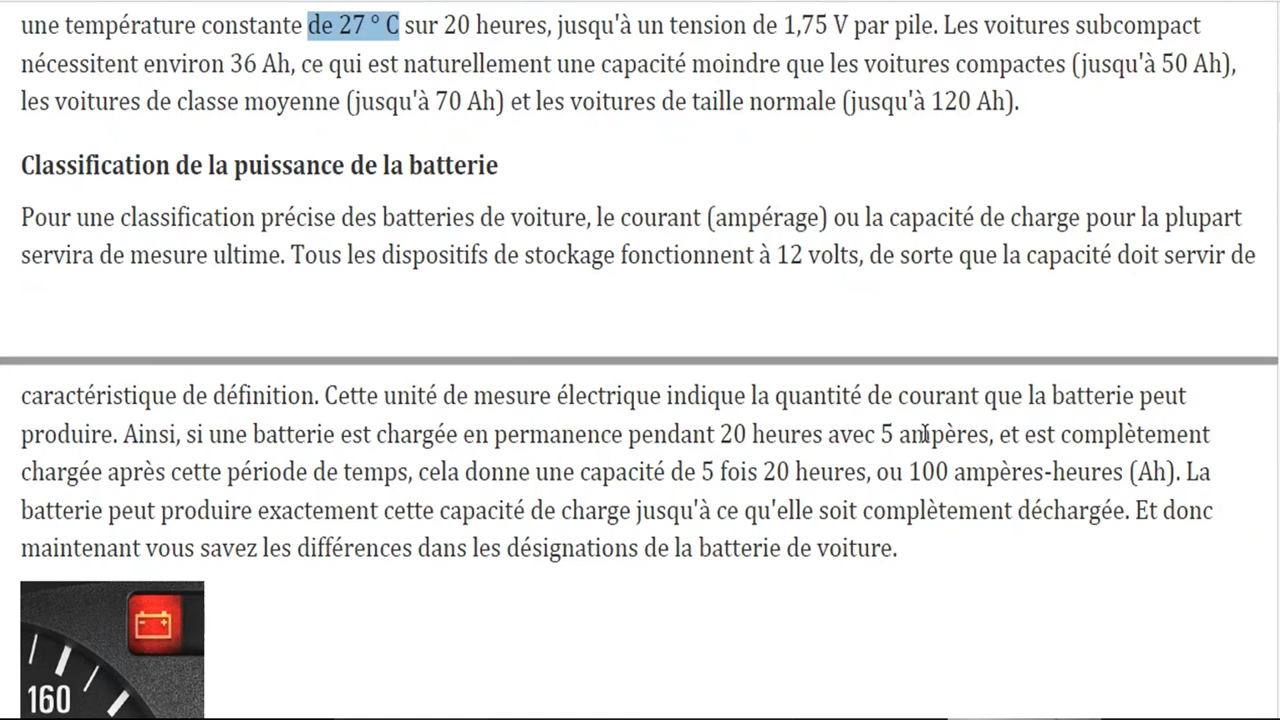 une température constante de 27 ° C sur 20 heures, jusqu'à un tension de 1,75 V par pile. Les voitures subcompact
nécessitent environ 36 Ah, ce qui est naturellement une capacité moindre que les voitures compactes (jusqu'à 50 Ah),
les voitures de classe moyenne (jusqu'à 70 Ah) et les voitures de taille normale (jusqu'à 120 Ah).
Classification de la puissance de la batterie
Pour une classification précise des batteries de voiture, le courant (ampérage) ou la capacité de charge pour la plupart
servira de mesure ultime. Tous les dispositifs de stockage fonctionnent à 12 volts, de sorte que la capacité doit servir de
caractéristique de définition. Cette unité de mesure électrique indique la quantité de courant que la batterie peut
produire. Ainsi, si une batterie est chargée en permanence pendant 20 heures avec 5 ampères, et est complètement
chargée après cette période de temps, cela donne une capacité de 5 fois 20 heures, ou 100 ampères-heures (Ah). La
batterie peut produire exactement cette capacité de charge jusqu'à ce qu'elle soit complètement déchargée. Et donc
maintenant vous savez les différences dans les désignations de la batterie de voiture.
160